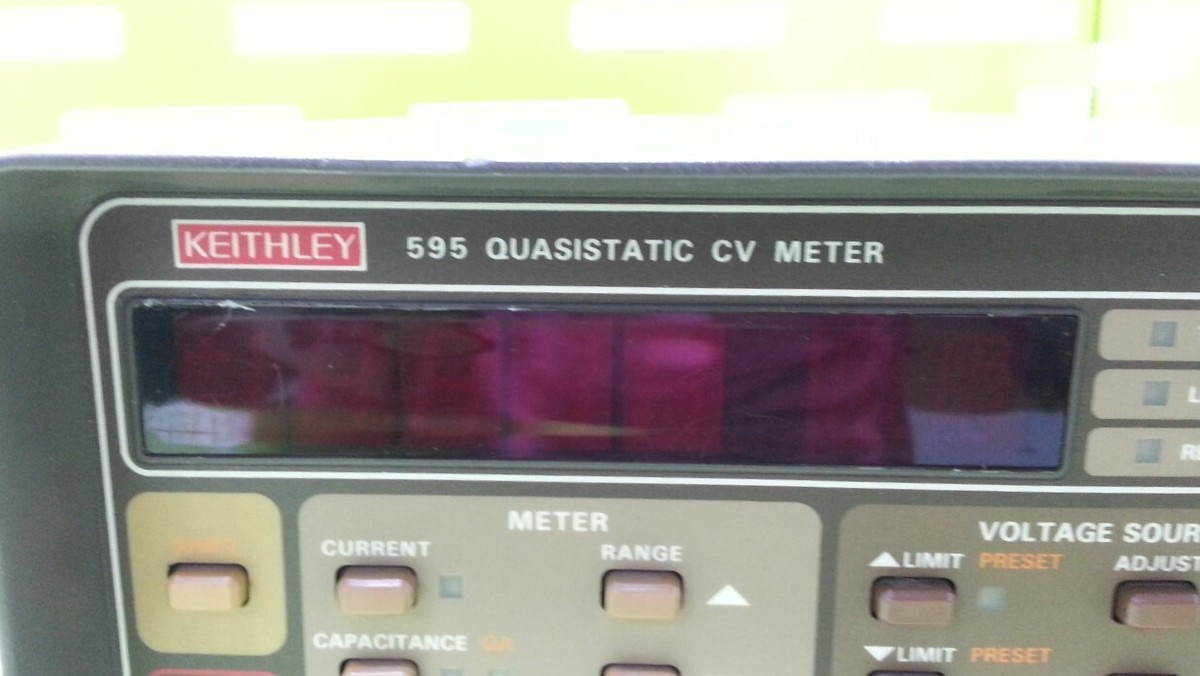 KEITHLEY 595 QUASISTATIC CV METER
METER
VOLTAGE SOUR
CURRENT
RANGE
▲LIMIT PRESET
ADJUST
CAPACITANCE
▼LIMIT PRESET